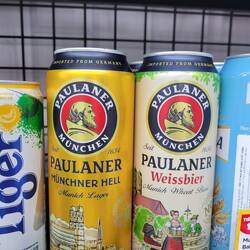 IMPORTED FROM GERMANY
PAULANER
MÜNCHEN
Seit
1634
PAULANER
MÜNCHNER HELL
Munich Lager
IMPORTED FROM GERMANY
PAULANER
MÜNCHEN
Seit
1634
PAULANER
Weissbier
Munich Wheat Beer
Tiger